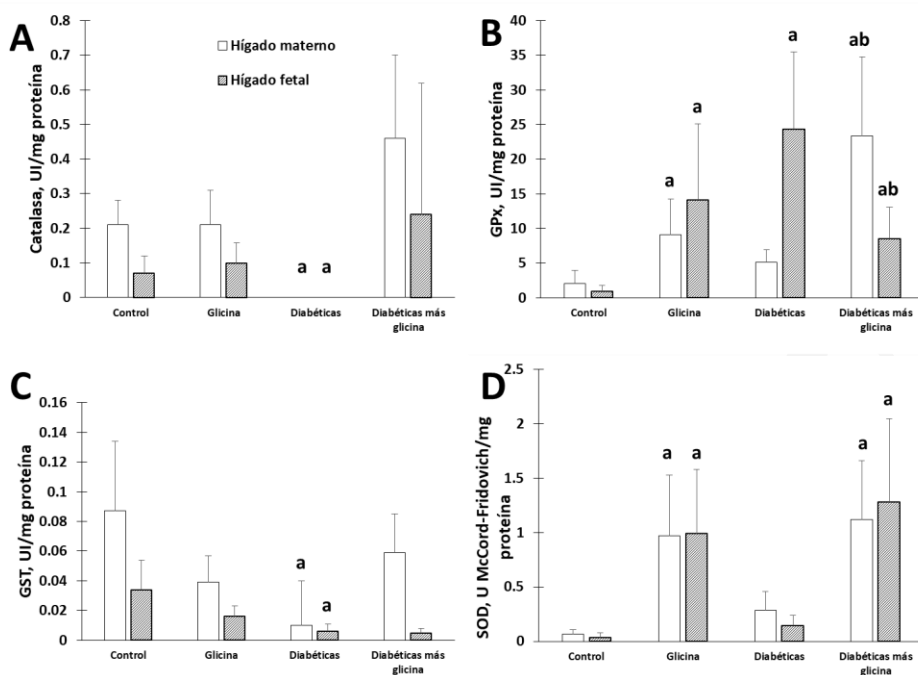 A
Catalasa, UI/mg proteína
0.8
0.7
0.6
0.5
0.4
0.3
0.2
0.1
0
Hígado materno
Hígado fetal
a a
Control Glicina Diabéticas Diabéticas más
glicina
B
GPx, UI/mg proteína
40
35
30
25
20
15
10
5
0
a a a ab ab
Control Glicina Diabéticas Diabéticas más
glicina
C
GST, UI/mg proteína
0.16
0.14
0.12
0.1
0.08
0.06
0.04
0.02
0
a a
Control Glicina Diabéticas Diabéticas más
glicina
D
SOD, U McCord-Fridovich/mg
proteína
2.5
2
1.5
1
0.5
0
a a a a
Control Glicina Diabéticas Diabéticas más
glicina